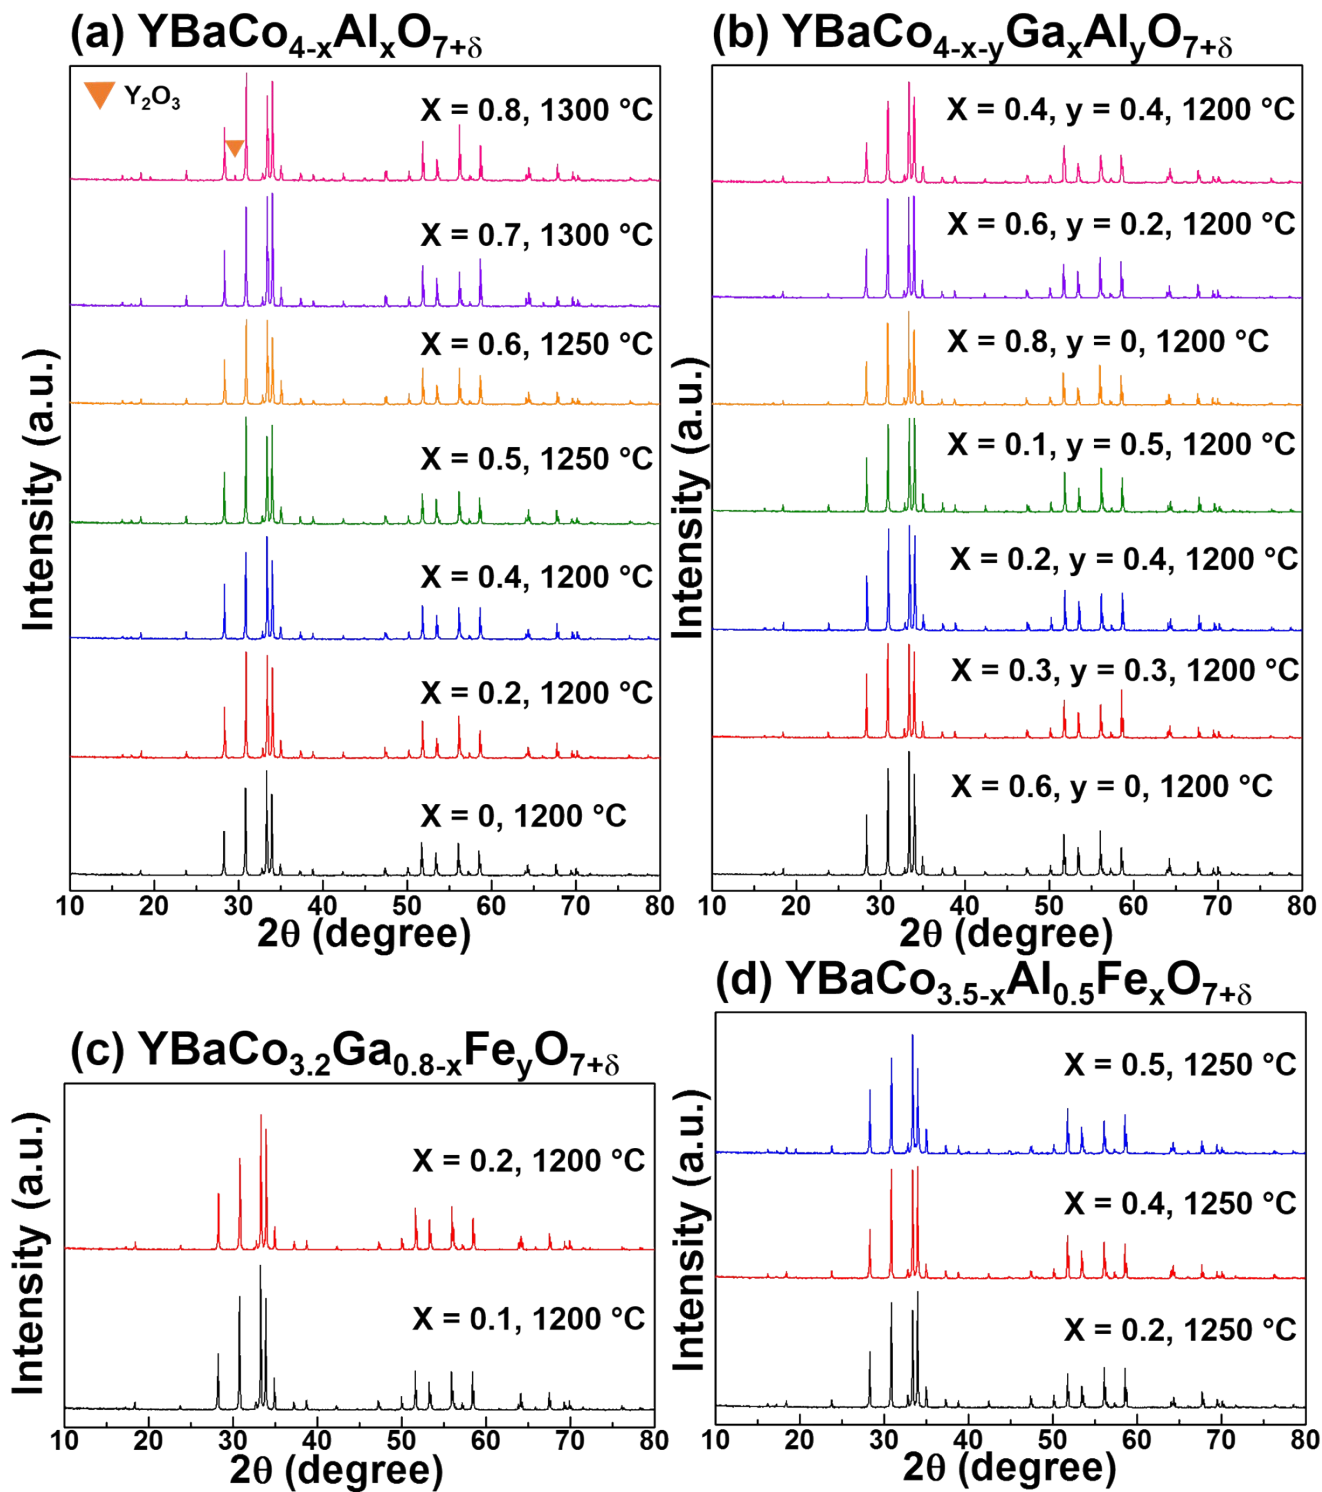 (a) YBaCo₄₋ₓAlₓO₇₊δ
Y₂O₃
X = 0.8, 1300 °C
X = 0.7, 1300 °C
X = 0.6, 1250 °C
X = 0.5, 1250 °C
X = 0.4, 1200 °C
X = 0.2, 1200 °C
X = 0, 1200 °C
Intensity (a.u.)
10 20 30 40 50 60 70 80
2θ (degree)
(b) YBaCo₄₋ₓ₋yGaₓAlyO₇₊δ
X = 0.4, y = 0.4, 1200 °C
X = 0.6, y = 0.2, 1200 °C
X = 0.8, y = 0, 1200 °C
X = 0.1, y = 0.5, 1200 °C
X = 0.2, y = 0.4, 1200 °C
X = 0.3, y = 0.3, 1200 °C
X = 0.6, y = 0, 1200 °C
Intensity (a.u.)
10 20 30 40 50 60 70 80
2θ (degree)
(c) YBaCo₃.₂Ga₀.₈₋ₓFeyO₇₊δ
X = 0.2, 1200 °C
X = 0.1, 1200 °C
Intensity (a.u.)
10 20 30 40 50 60 70 80
2θ (degree)
(d) YBaCo₃.₅₋ₓAl₀.₅FeₓO₇₊δ
X = 0.5, 1250 °C
X = 0.4, 1250 °C
X = 0.2, 1250 °C
Intensity (a.u.)
10 20 30 40 50 60 70 80
2θ (degree)